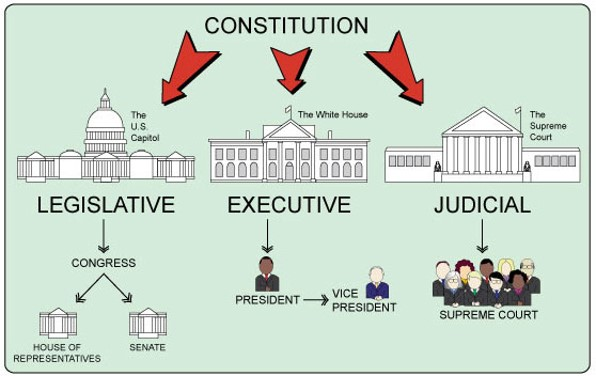 CONSTITUTION
The
U.S.
Capitol
The White House
The
Supreme
Court
LEGISLATIVE
EXECUTIVE
JUDICIAL
CONGRESS
HOUSE OF
REPRESENTATIVES
SENATE
PRESIDENT
VICE
PRESIDENT
SUPREME COURT